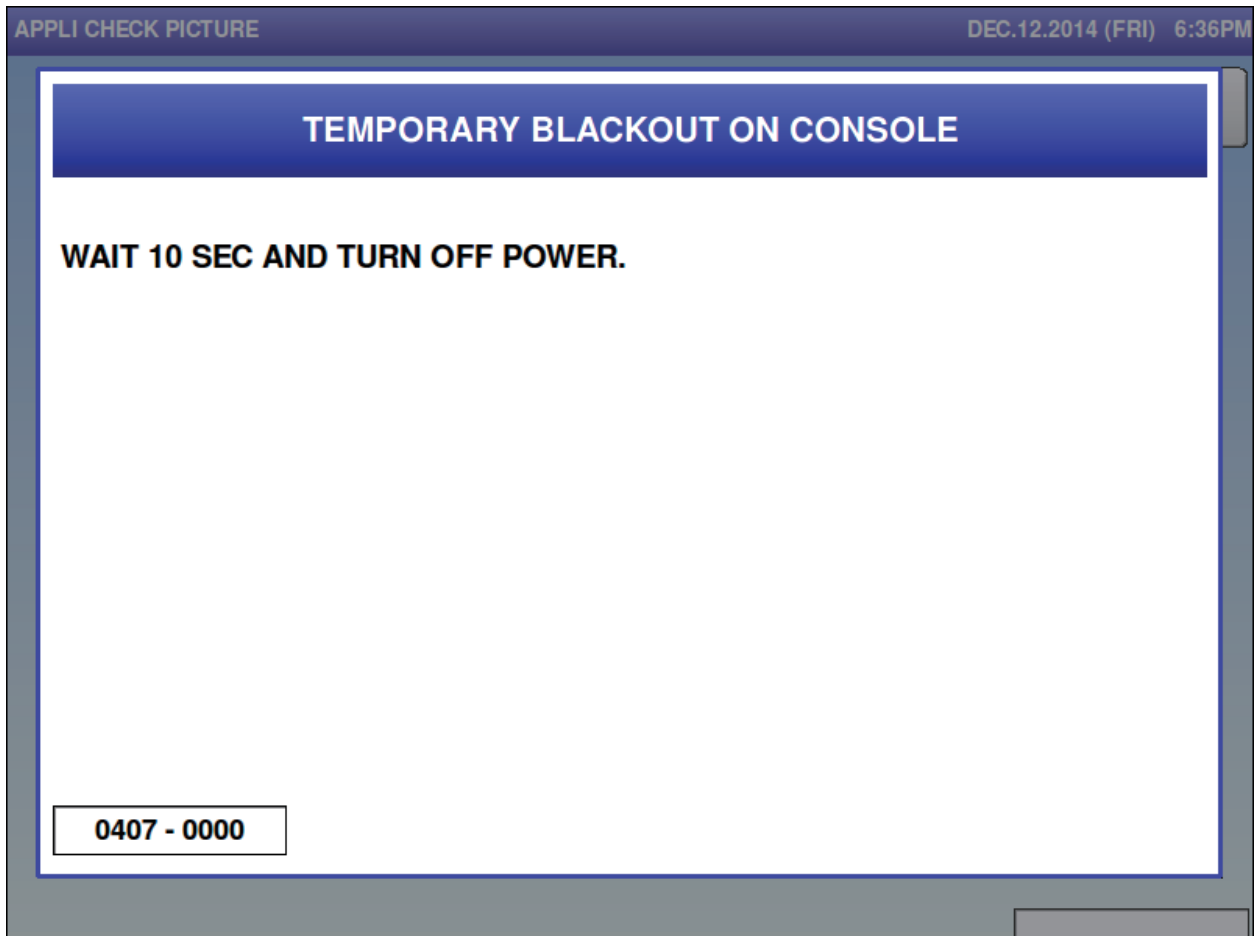 APPLI CHECK PICTURE DEC.12.2014 (FRI) 6:36PM
TEMPORARY BLACKOUT ON CONSOLE
WAIT 10 SEC AND TURN OFF POWER.
0407 - 0000